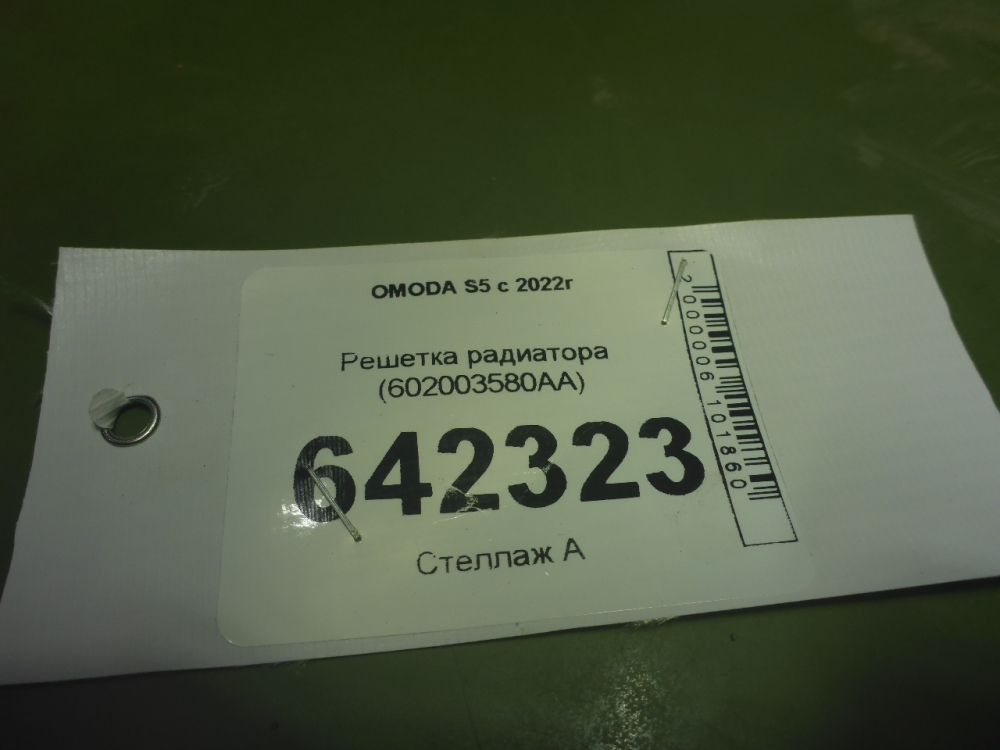 OMODA S5 с 2022г
Решетка радиатора
(602003580AA)
642323
Стеллаж А
2000006101860